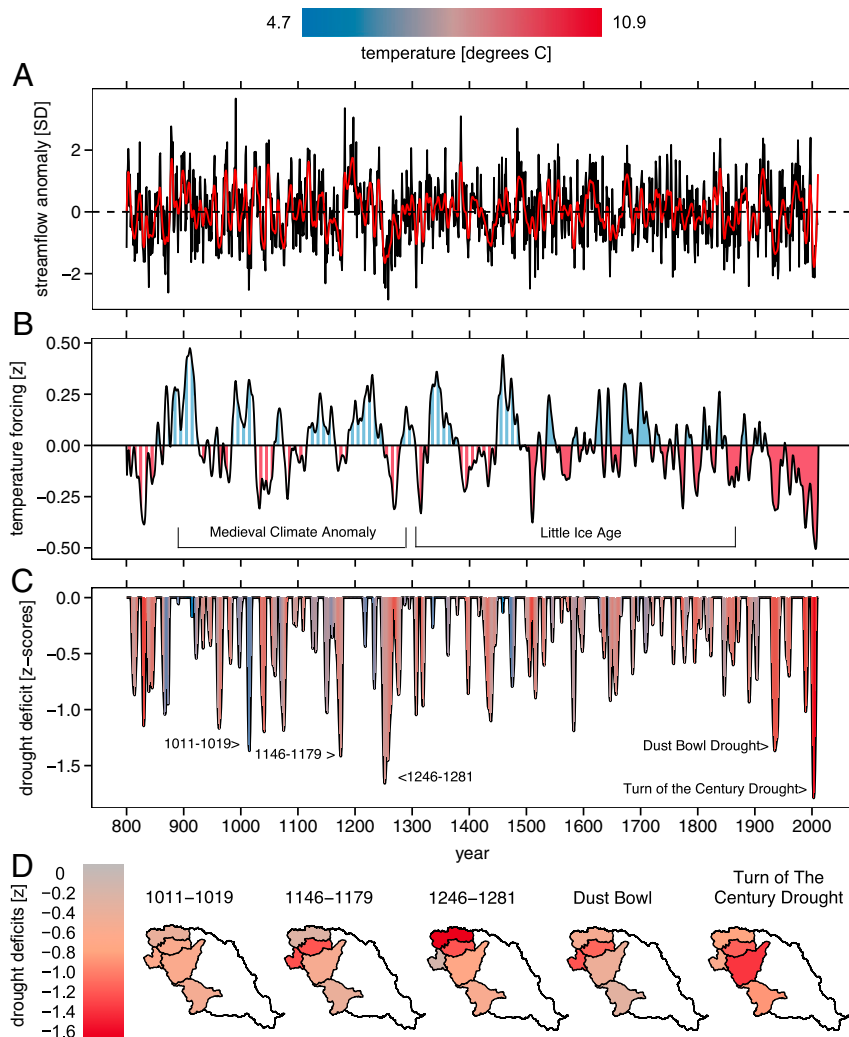 4.7 10.9
temperature [degrees C]
A
streamflow anomaly [SD]
2
0
−2
B
temperature forcing [z]
0.50
0.25
0.00
−0.25
−0.50
Medieval Climate Anomaly
Little Ice Age
C
drought deficit [z−scores]
0.0
−0.5
−1.0
−1.5
1011-1019>
1146-1179 >
<1246-1281
Dust Bowl Drought>
Turn of the Century Drought>
800 900 1000 1100 1200 1300 1400 1500 1600 1700 1800 1900 2000
year
D
drought deficits [z]
0
−0.2
−0.4
−0.6
−0.8
−1.0
−1.2
−1.4
−1.6
1011−1019
1146−1179
1246−1281
Dust Bowl
Turn of The
Century Drought